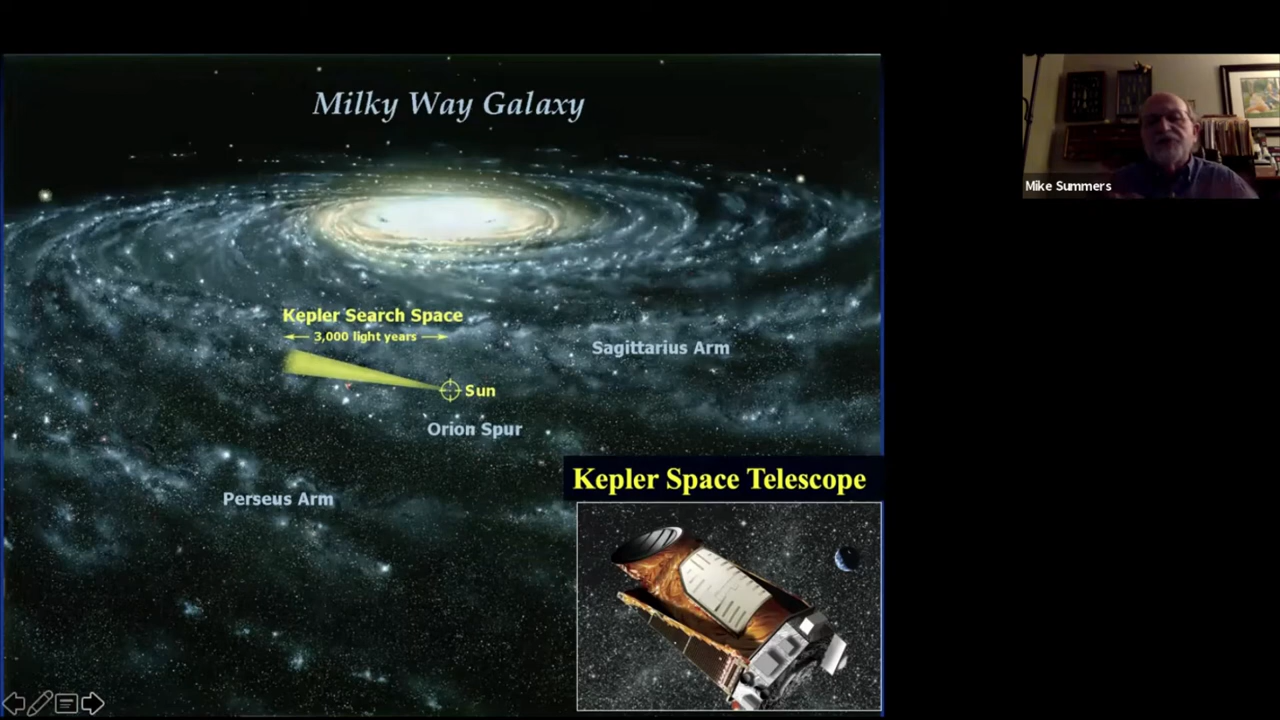 Milky Way Galaxy
Mike Summers
Kepler Search Space
3,000 light years
Sagittarius Arm
Sun
Orion Spur
Kepler Space Telescope
Perseus Arm